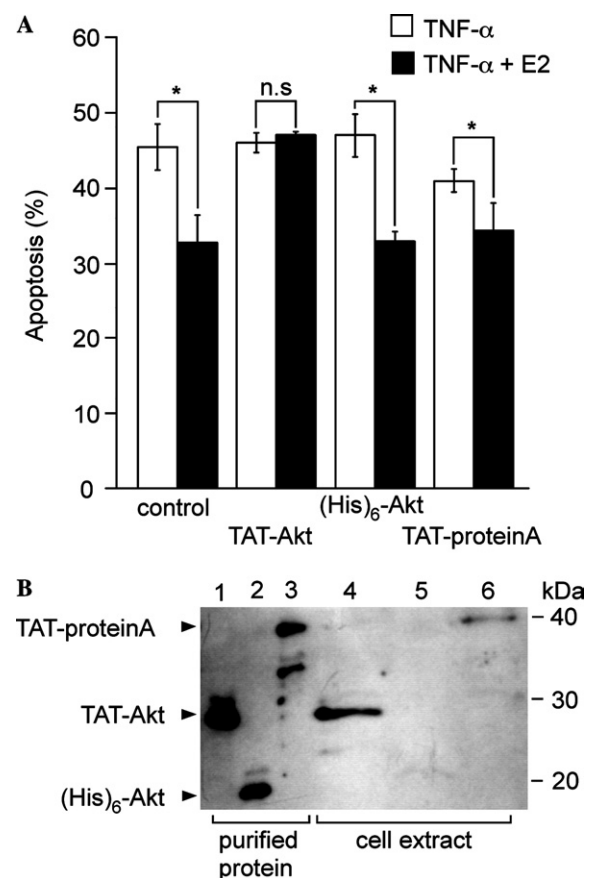 A
TNF-α
TNF-α + E2
60
50
40
30
20
10
0
Apoptosis (%)
*
n.s
*
*
control
TAT-Akt
(His)6-Akt
TAT-proteinA
B
1 2 3 4 5 6 kDa
TAT-proteinA
TAT-Akt
(His)6-Akt
40
30
20
purified
protein
cell extract